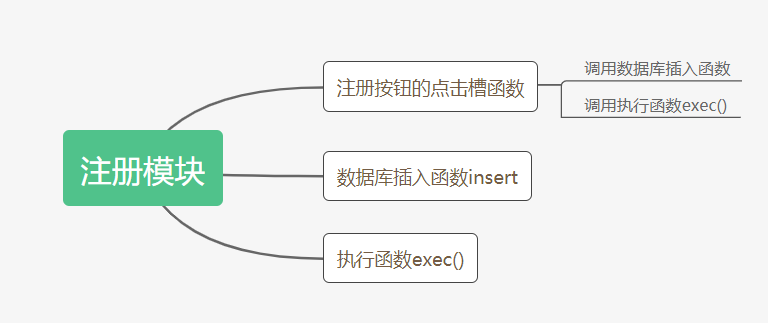 注册模块
注册按钮的点击槽函数
调用数据库插入函数
调用执行函数exec()
数据库插入函数insert
执行函数exec()